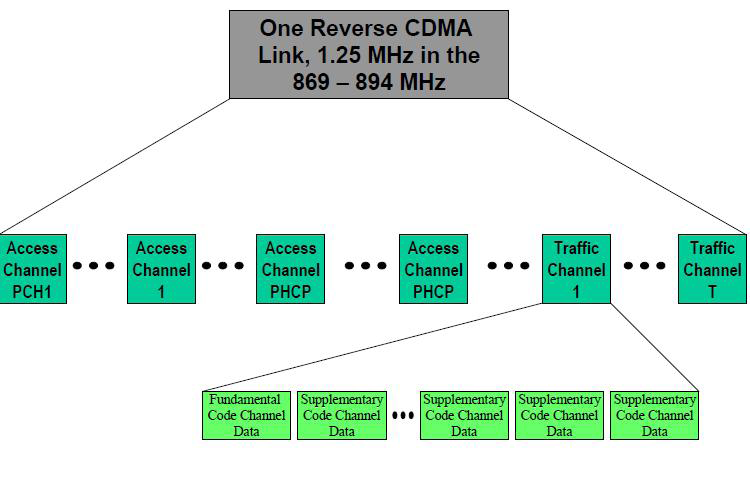 One Reverse CDMA
Link, 1.25 MHz in the
869 – 894 MHz
Access
Channel
PCH1
Access
Channel
1
Access
Channel
PHCP
Access
Channel
PHCP
Traffic
Channel
1
Traffic
Channel
T
Fundamental
Code Channel
Data
Supplementary
Code Channel
Data
Supplementary
Code Channel
Data
Supplementary
Code Channel
Data
Supplementary
Code Channel
Data